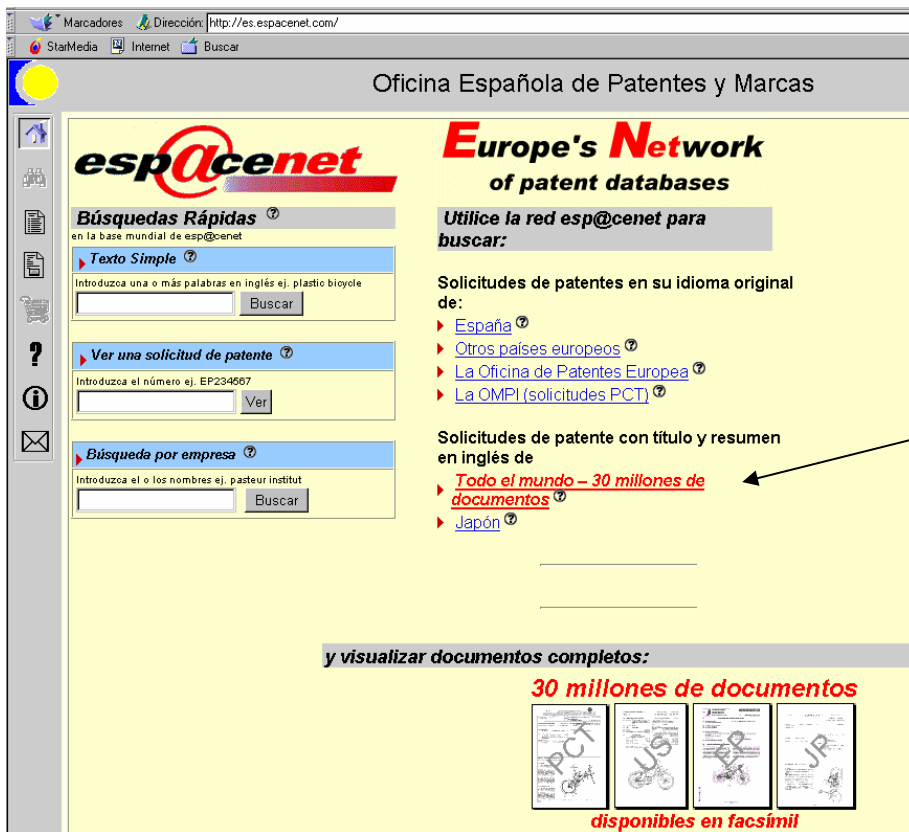 Marcadores Dirección: http://es.espacenet.com/
StarMedia Internet Buscar
Oficina Española de Patentes y Marcas
esp@cenet
Búsquedas Rápidas ?
en la base mundial de esp@cenet
Texto Simple ?
Introduzca una o más palabras en inglés ej. plastic bicycle
Buscar
Ver una solicitud de patente ?
Introduzca el número ej. EP234567
Ver
Búsqueda por empresa ?
Introduzca el o los nombres ej. pasteur institut
Buscar
Europe's Network
of patent databases
Utilice la red esp@cenet para
buscar:
Solicitudes de patentes en su idioma original
de:
España ?
Otros países europeos ?
La Oficina de Patentes Europea ?
La OMPI (solicitudes PCT) ?
Solicitudes de patente con título y resumen
en inglés de
Todo el mundo – 30 millones de
documentos ?
Japón ?
y visualizar documentos completos:
30 millones de documentos
PCT US EP JP
disponibles en facsímil